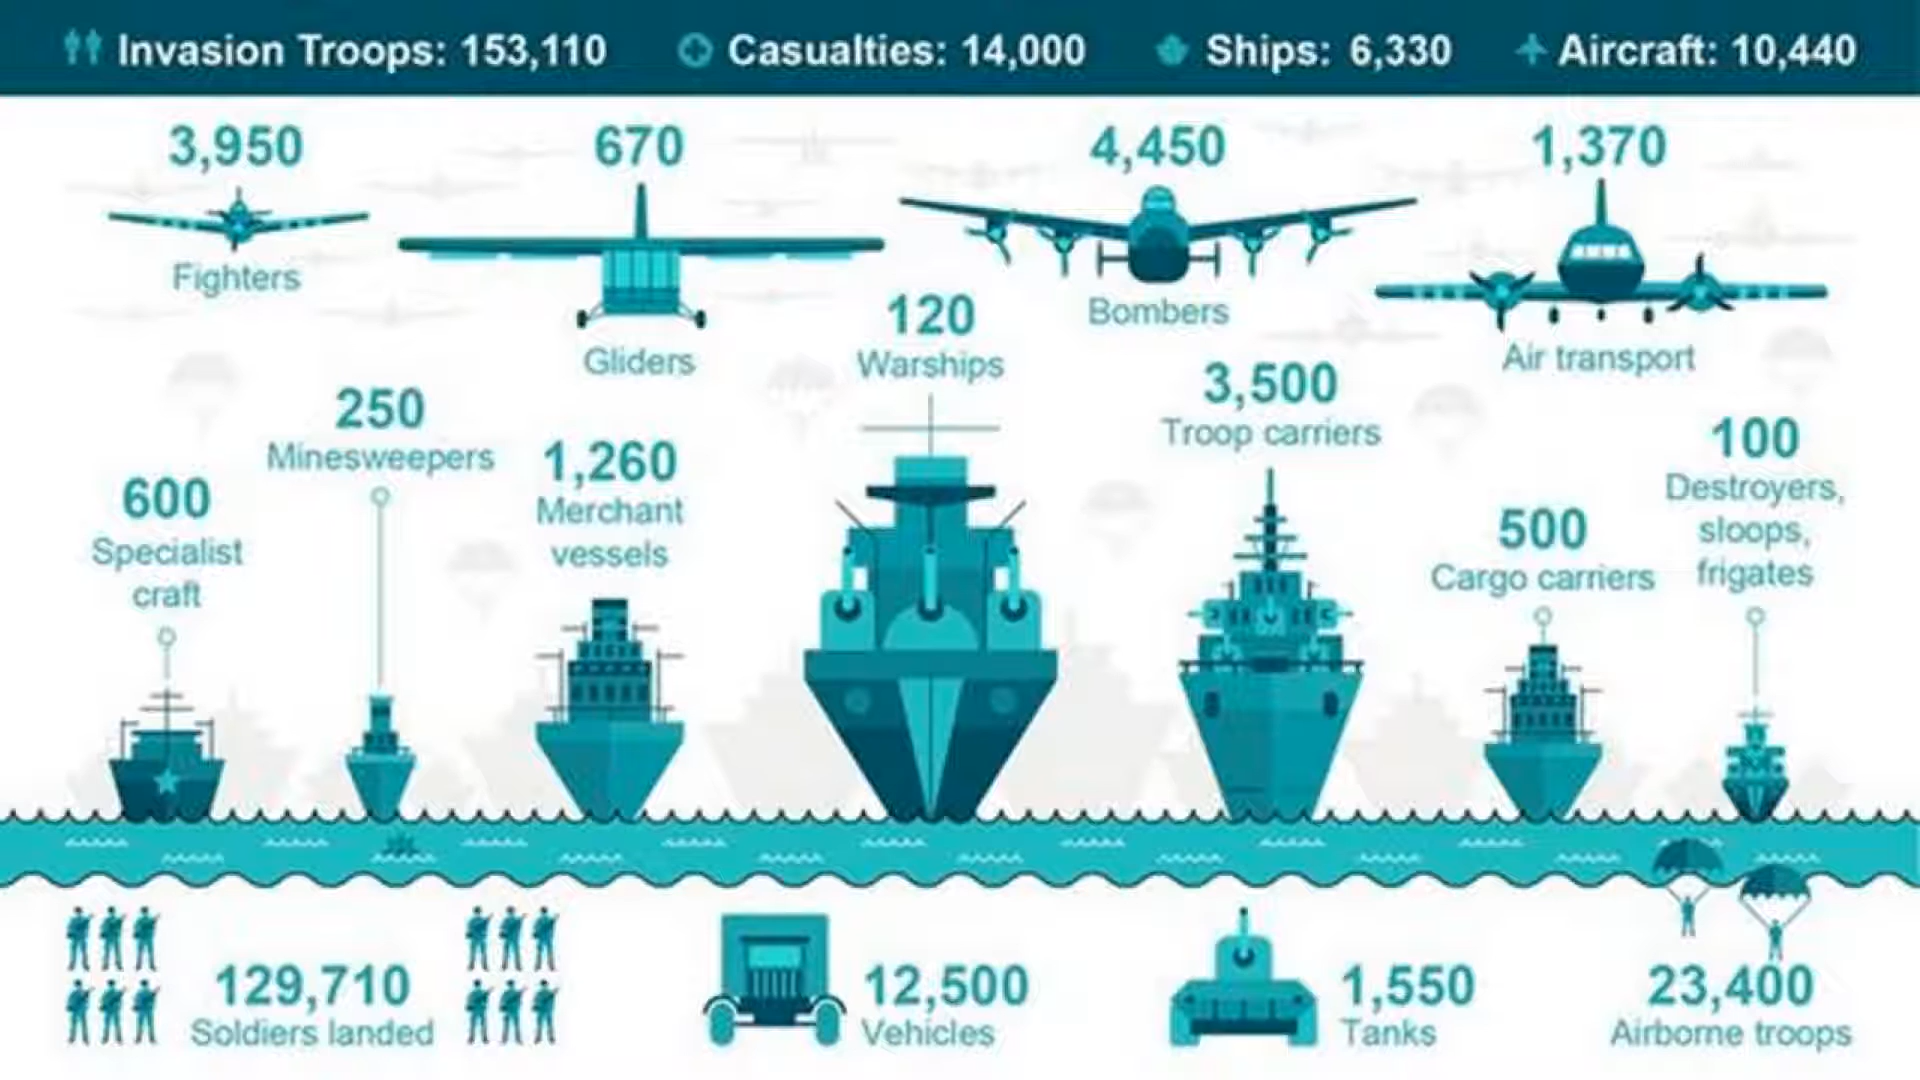 Invasion Troops: 153,110
Casualties: 14,000
Ships: 6,330
Aircraft: 10,440
3,950
Fighters
670
Gliders
4,450
Bombers
1,370
Air transport
600
Specialist
craft
250
Minesweepers
1,260
Merchant
vessels
120
Warships
3,500
Troop carriers
500
Cargo carriers
100
Destroyers,
sloops,
frigates
129,710
Soldiers landed
12,500
Vehicles
1,550
Tanks
23,400
Airborne troops